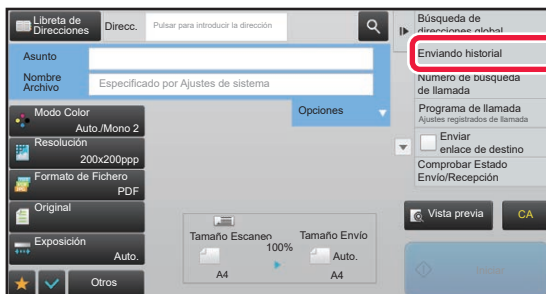 Libreta de
Direcciones
Direcc.
Pulsar para introducir la dirección
Asunto
Nombre
Archivo
Especificado por Ajustes de sistema
Opciones
Modo Color
Auto./Mono 2
Resolución
200x200ppp
Formato de Fichero
PDF
Original
Exposición
Auto.
Otros
Tamaño Escaneo
100%
Tamaño Envío
A4
Auto.
A4
Búsqueda de
direcciones global
Enviando historial
Número de búsqueda
de llamada
Programa de llamada
Ajustes registrados de llamada
Enviar
enlace de destino
Comprobar Estado
Envío/Recepción
Vista previa
CA